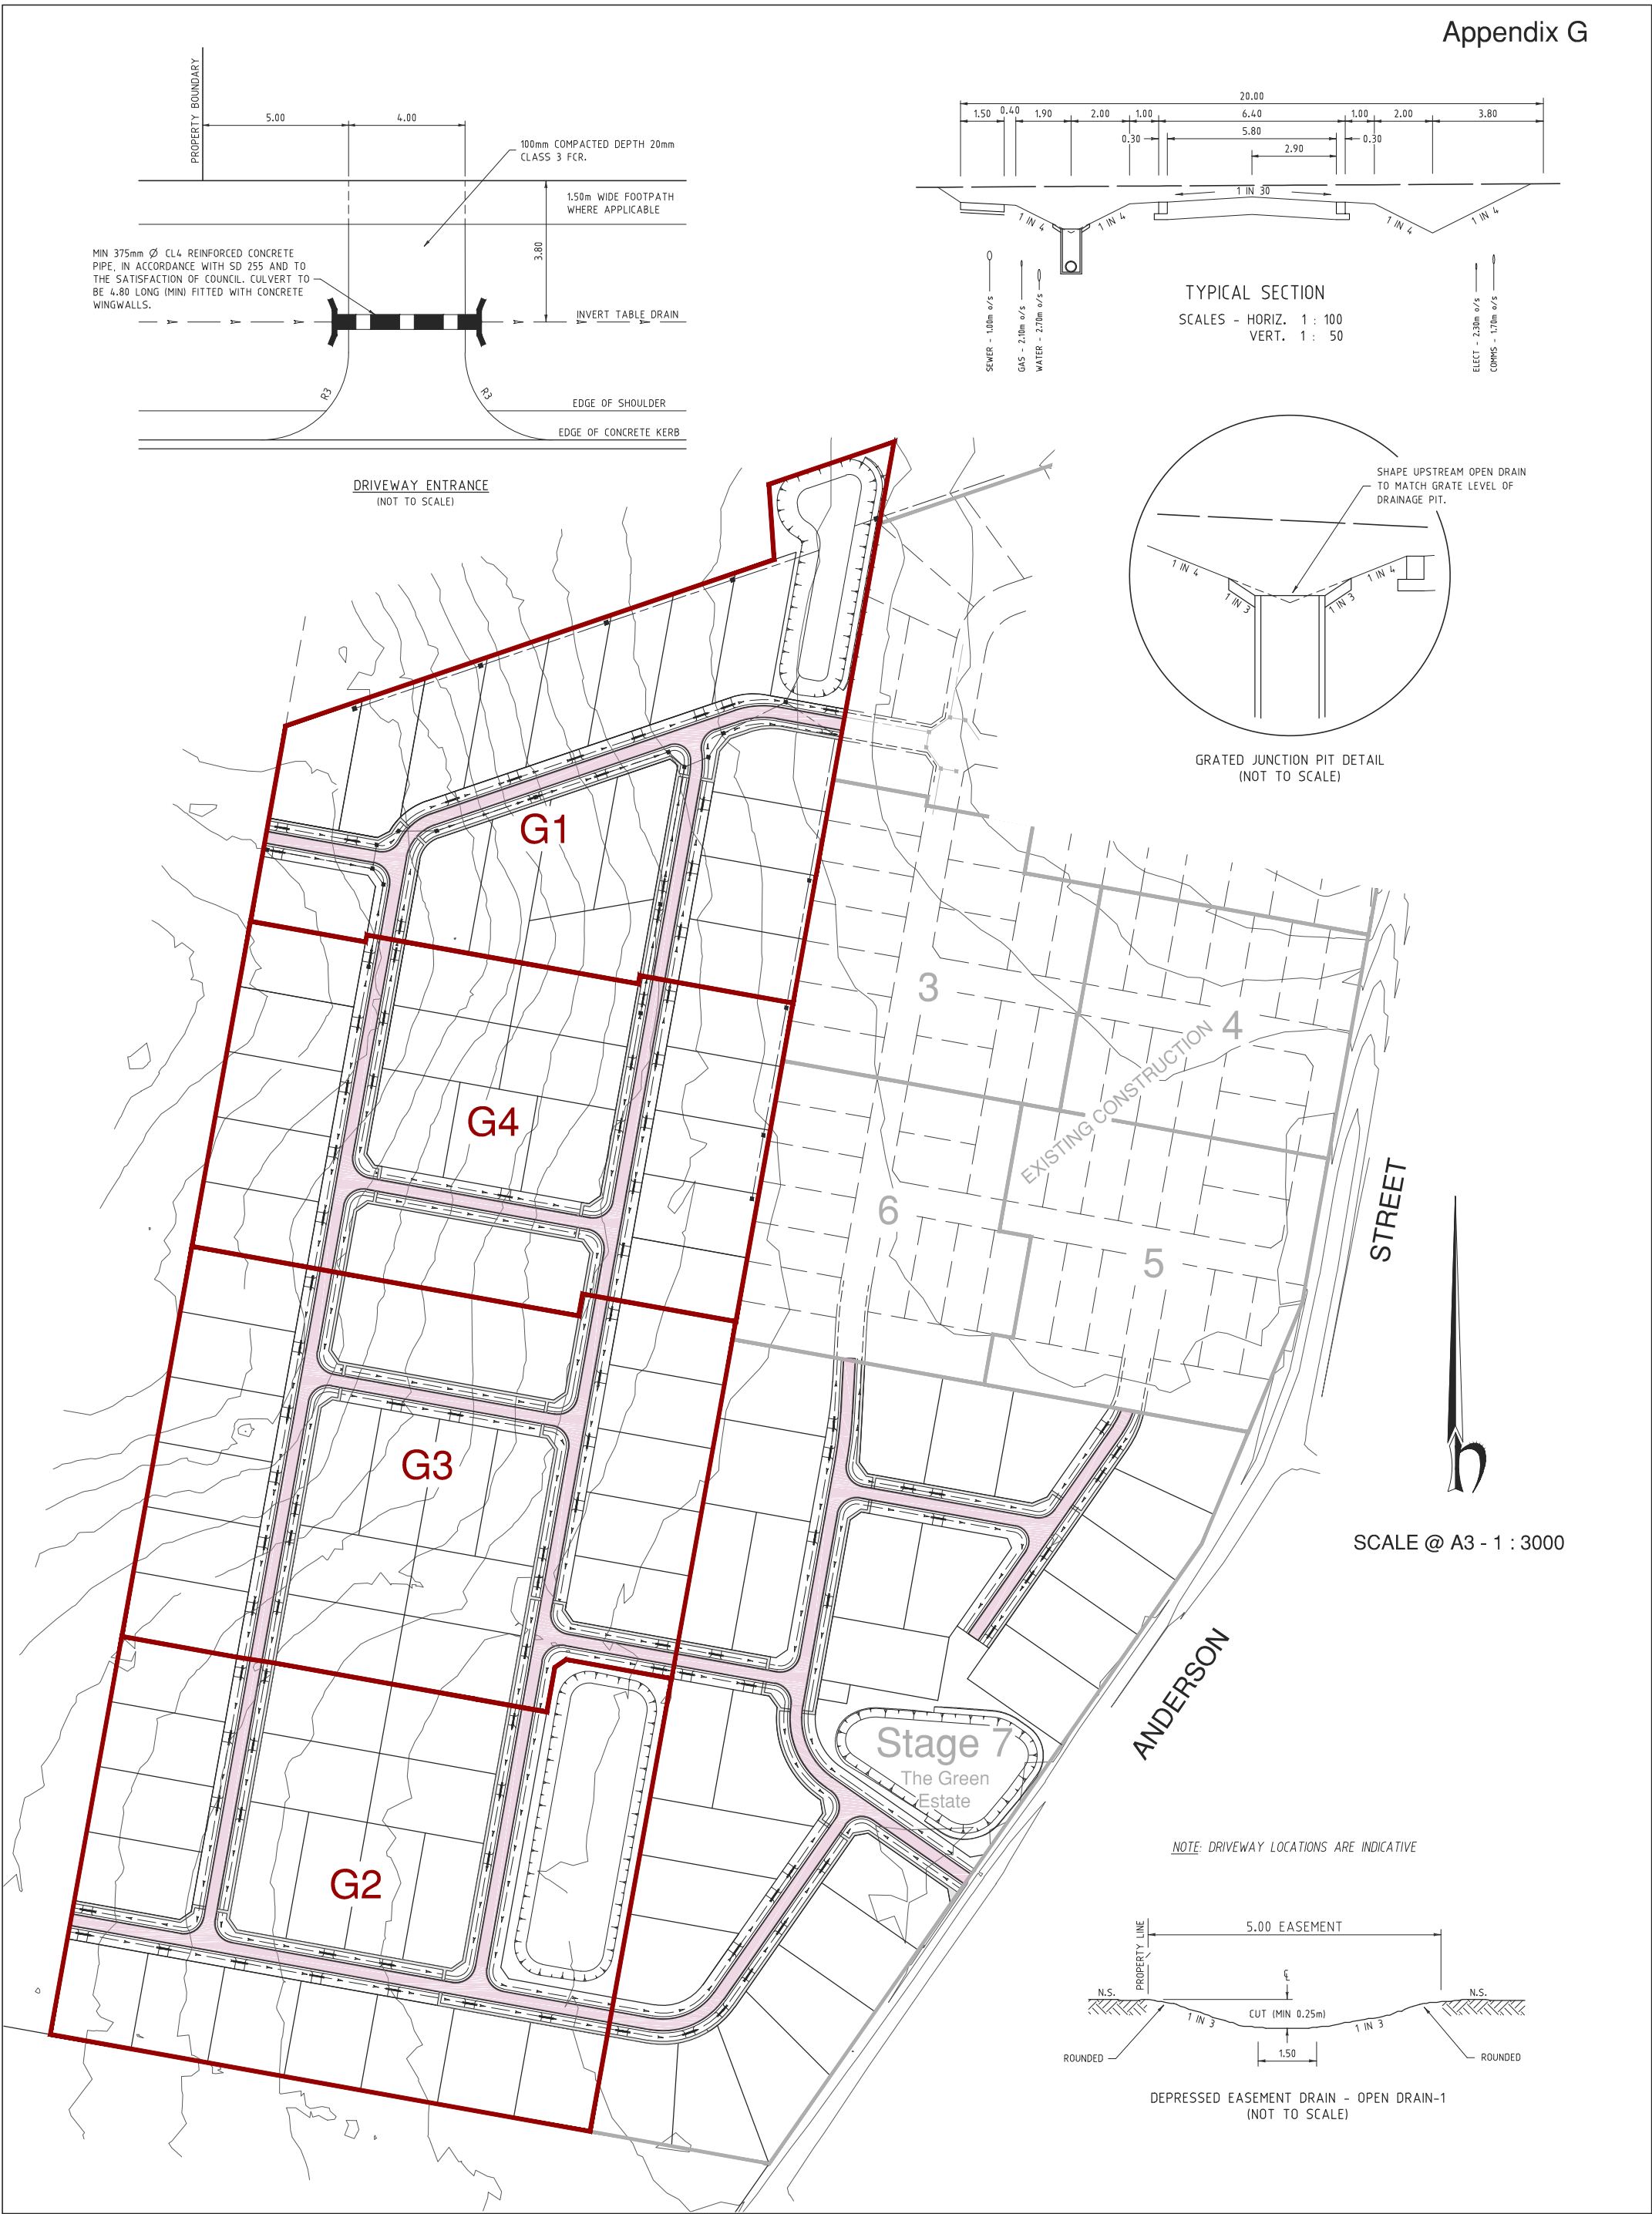 Appendix G
PROPERTY BOUNDARY
5.00
4.00
100mm COMPACTED DEPTH 20mm
CLASS 3 FCR.
1.50m WIDE FOOTPATH
WHERE APPLICABLE
3.80
MIN 375mm Ø CL4 REINFORCED CONCRETE
PIPE, IN ACCORDANCE WITH SD 255 AND TO
THE SATISFACTION OF COUNCIL. CULVERT TO
BE 4.80 LONG (MIN) FITTED WITH CONCRETE
WINGWALLS.
INVERT TABLE DRAIN
R3
R3
EDGE OF SHOULDER
EDGE OF CONCRETE KERB
DRIVEWAY ENTRANCE
(NOT TO SCALE)
20.00
1.50
0.40
1.90
2.00
1.00
6.40
1.00
2.00
3.80
0.30
5.80
0.30
2.90
1 IN 30
1 IN 4
1 IN 4
1 IN 4
1 IN 4
SEWER - 1.00m o/s
GAS - 2.10m o/s
WATER - 2.70m o/s
ELECT - 2.30m o/s
COMMS - 1.70m o/s
TYPICAL SECTION
SCALES - HORIZ. 1 : 100
VERT. 1 : 50
SHAPE UPSTREAM OPEN DRAIN
TO MATCH GRATE LEVEL OF
DRAINAGE PIT.
1 IN 4
1 IN 4
1 IN 3
1 IN 3
GRATED JUNCTION PIT DETAIL
(NOT TO SCALE)
G1
G4
G3
G2
3
4
EXISTING CONSTRUCTION
6
5
STREET
ANDERSON
SCALE @ A3 - 1 : 3000
Stage 7
The Green
Estate
NOTE: DRIVEWAY LOCATIONS ARE INDICATIVE
PROPERTY LINE
5.00 EASEMENT
N.S.
N.S.
CUT (MIN 0.25m)
1 IN 3
1 IN 3
1.50
ROUNDED
ROUNDED
DEPRESSED EASEMENT DRAIN - OPEN DRAIN-1
(NOT TO SCALE)